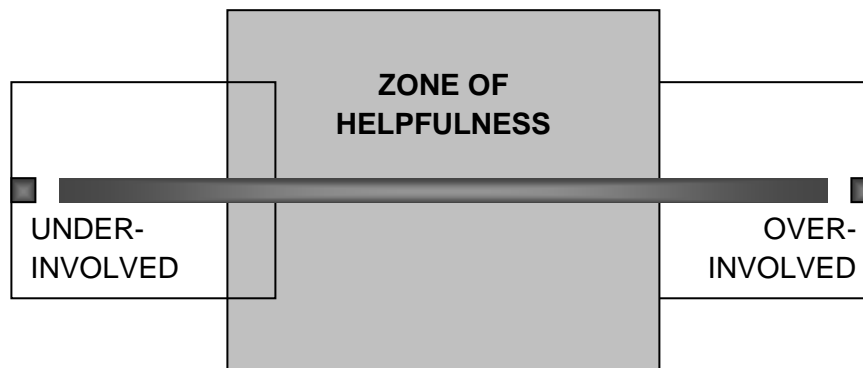 ZONE OF
HELPFULNESS
UNDER-
INVOLVED
OVER-
INVOLVED